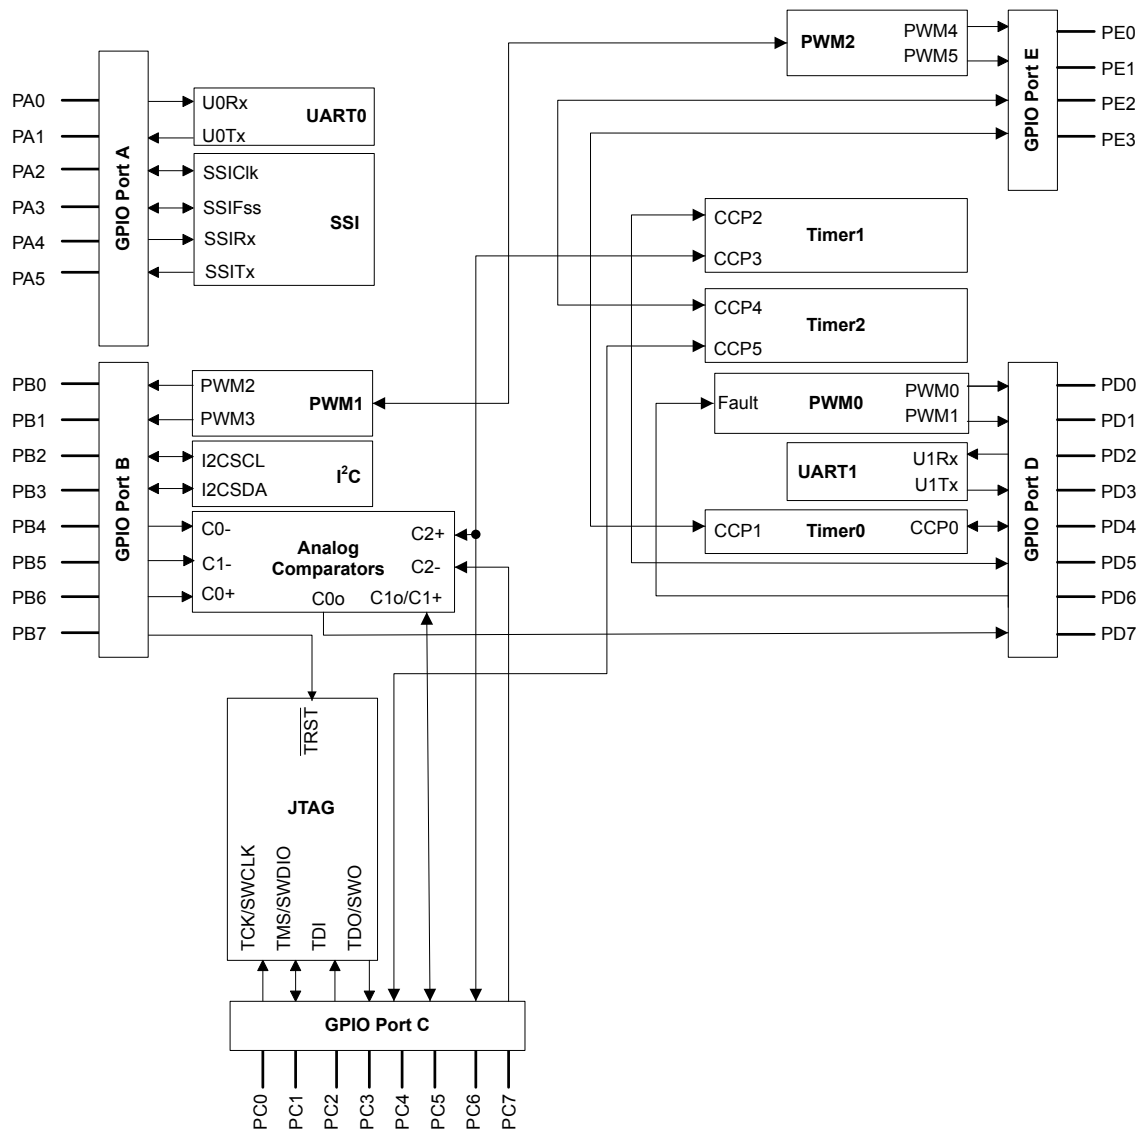 PA0
PA1
PA2
PA3
PA4
PA5
GPIO Port A
U0Rx
U0Tx
UART0
SSIClk
SSIFss
SSIRx
SSITx
SSI
PWM2
PWM4
PWM5
GPIO Port E
PE0
PE1
PE2
PE3
CCP2
CCP3
Timer1
CCP4
CCP5
Timer2
PB0
PB1
PB2
PB3
PB4
PB5
PB6
PB7
GPIO Port B
PWM2
PWM3
PWM1
I2CSCL
I2CSDA
I²C
C0-
C1-
C0+
Analog
Comparators
C2+
C2-
C0o
C1o/C1+
Fault
PWM0
PWM0
PWM1
UART1
U1Rx
U1Tx
CCP1
Timer0
CCP0
GPIO Port D
PD0
PD1
PD2
PD3
PD4
PD5
PD6
PD7
TRST
JTAG
TCK/SWCLK
TMS/SWDIO
TDI
TDO/SWO
GPIO Port C
PC0
PC1
PC2
PC3
PC4
PC5
PC6
PC7